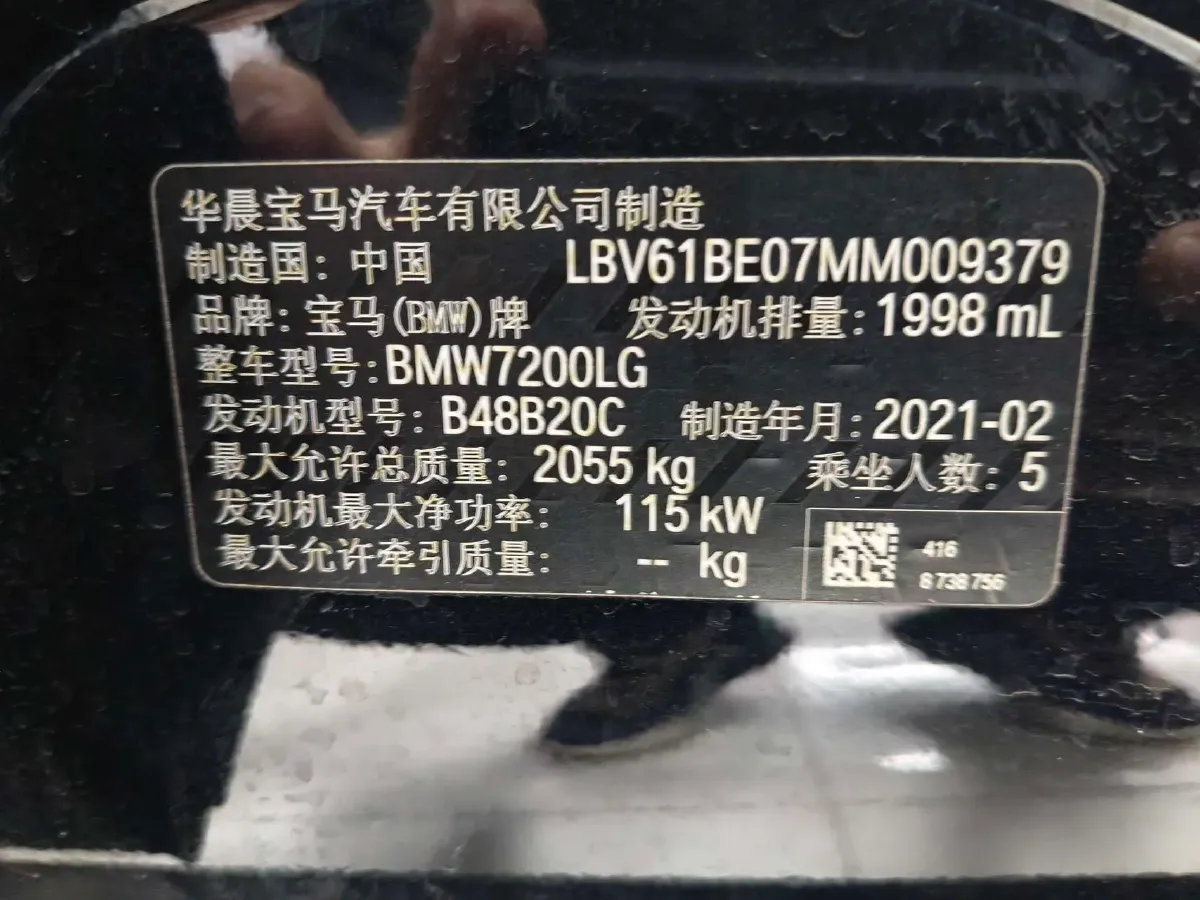 华晨宝马汽车有限公司制造
制造国：中国 LBV61BE07MM009379
品牌：宝马(BMW)牌 发动机排量：1998 mL
整车型号：BMW7200LG
发动机型号：B48B20C 制造年月：2021-02
最大允许总质量：2055 kg 乘坐人数：5
发动机最大净功率： 115 kW
最大允许牵引质量： -- kg
416
8 738 756